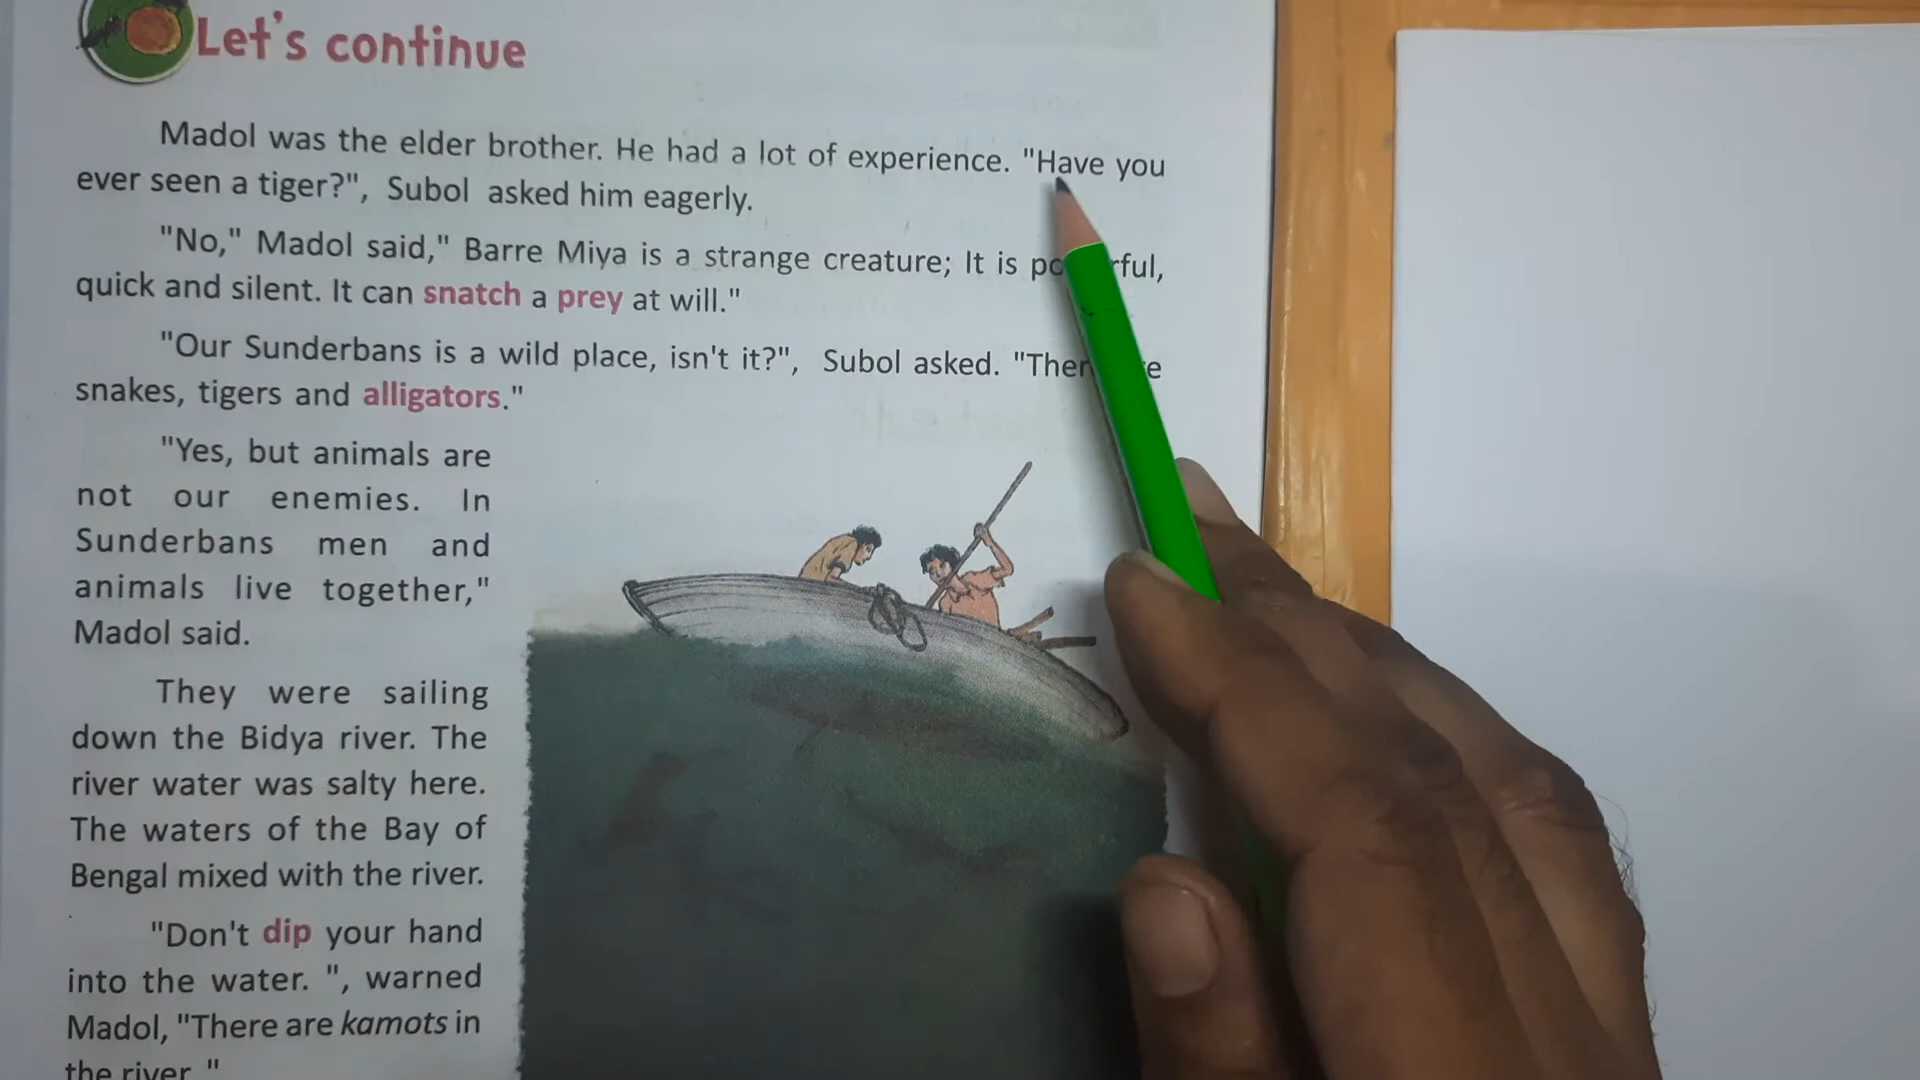 Let's continue
Madol was the elder brother. He had a lot of experience. "Have you
ever seen a tiger?", Subol asked him eagerly.
"No," Madol said," Barre Miya is a strange creature; It is
quick and silent. It can snatch a prey at will."
"Our Sunderbans is a wild place, isn't it?", Subol asked.
snakes, tigers and alligators."
"Yes, but animals are
not our enemies. In
Sunderbans men and
animals live together,"
Madol said.
They were sailing
down the Bidya river. The
river water was salty here.
The waters of the Bay of
Bengal mixed with the river.
"Don't dip your hand
into the water. ", warned
Madol, "There are kamots in
the river "